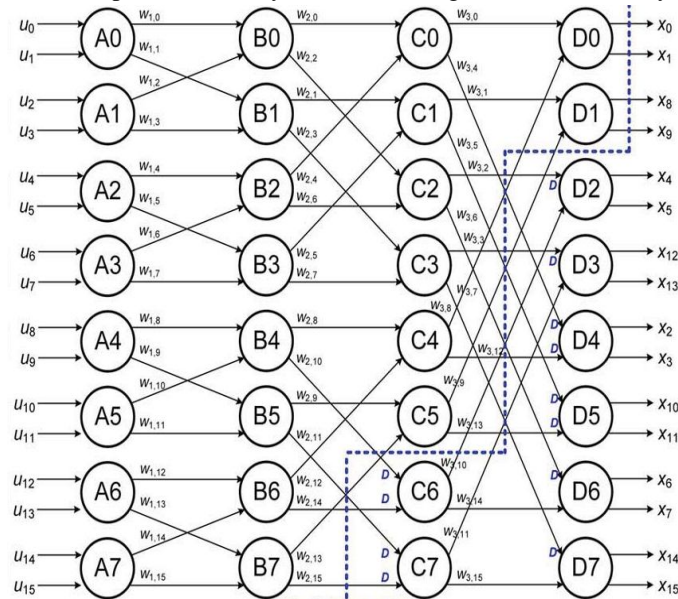 u0 A0 w1,0 B0 w2,0 C0 w3,0 D0 x0
u1 w1,1 w2,2 w3,4 x1
u2 A1 w1,2 B1 w2,1 C1 w3,1 D1 x8
u3 w1,3 w2,3 w3,5 x9
u4 A2 w1,4 B2 w2,4 C2 w3,2 D D2 x4
u5 w1,5 w2,6 w3,6 x5
u6 A3 w1,6 B3 w2,5 C3 w3,3 D D3 x12
u7 w1,7 w2,7 w3,7 x13
u8 A4 w1,8 B4 w2,8 w3,8 C4 D D4 x2
u9 w1,9 w2,10 w3,12 D x3
u10 A5 w1,10 B5 w2,9 C5 w3,9 D D5 x10
u11 w1,11 w2,11 w3,13 D x11
u12 A6 w1,12 B6 w2,12 D C6 w3,10 D D6 x6
u13 w1,13 w2,14 D w3,14 x7
u14 A7 w1,14 B7 w2,13 D C7 w3,11 D D7 x14
u15 w1,15 w2,15 D w3,15 x15